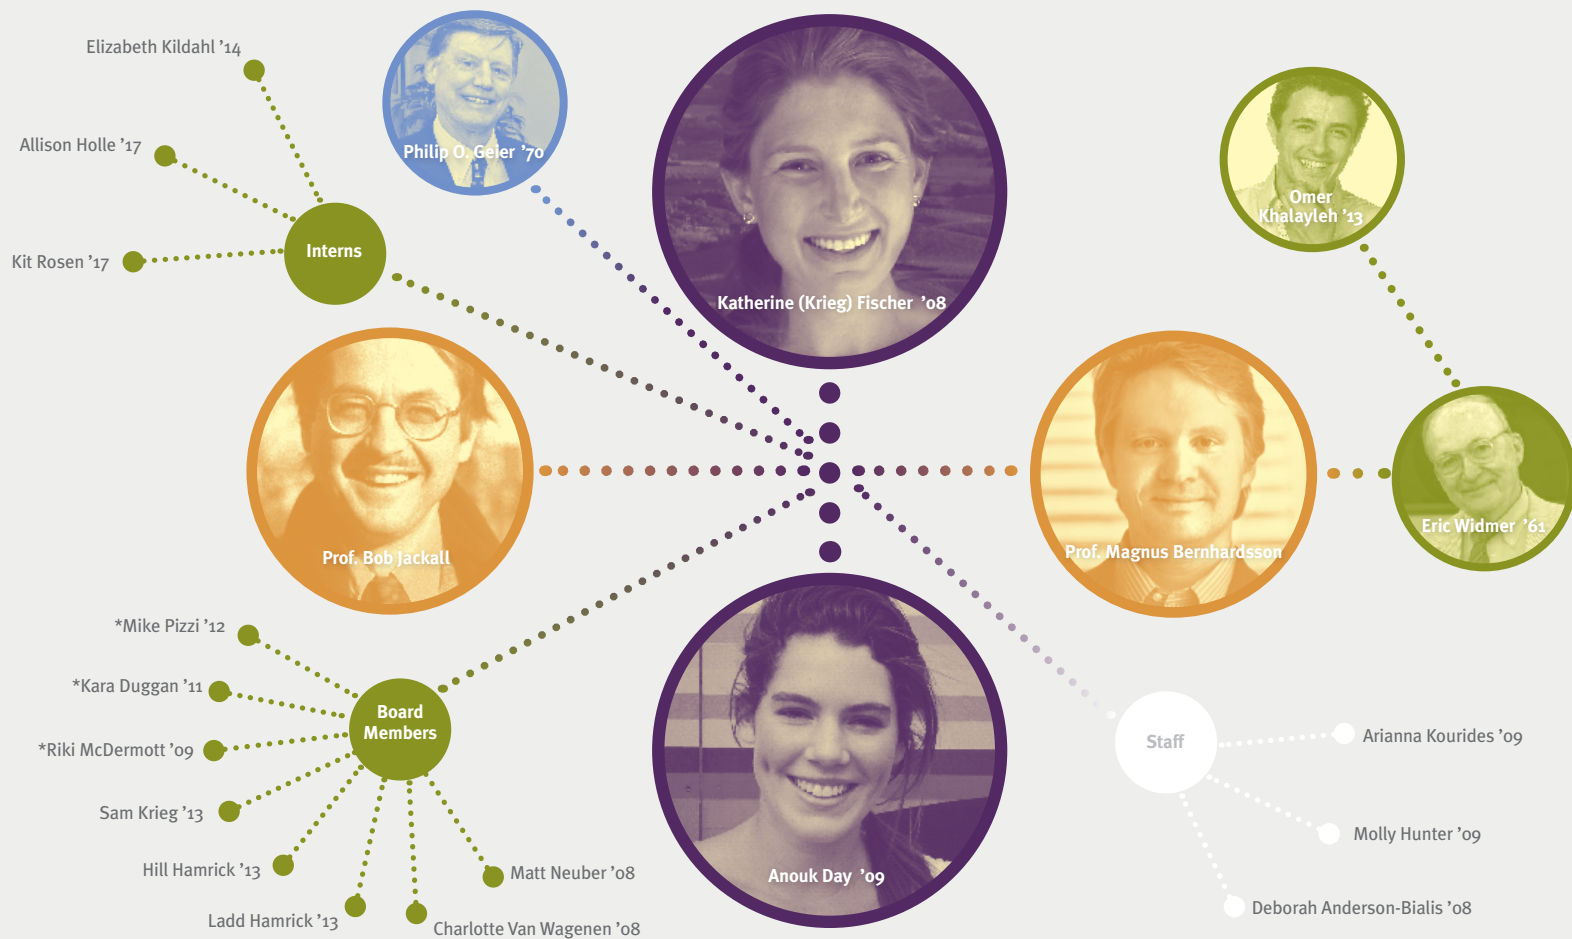 Elizabeth Kildahl ’14
Allison Holle ’17
Kit Rosen ’17
Interns
Philip O. Geier ’70
Katherine (Krieg) Fischer ’08
Omer
Khalayleh ’13
Prof. Bob Jackall
Prof. Magnus Bernhardsson
Eric Widmer ’61
*Mike Pizzi ’12
*Kara Duggan ’11
*Riki McDermott ’09
Sam Krieg ’13
Hill Hamrick ’13
Ladd Hamrick ’13
Charlotte Van Wagenen ’08
Matt Neuber ’08
Board
Members
Anouk Day ’09
Staff
Arianna Kourides ’09
Molly Hunter ’09
Deborah Anderson-Bialis ’08